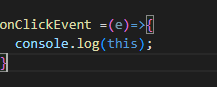 onClickEvent =(e)=>{
console.log(this);
}